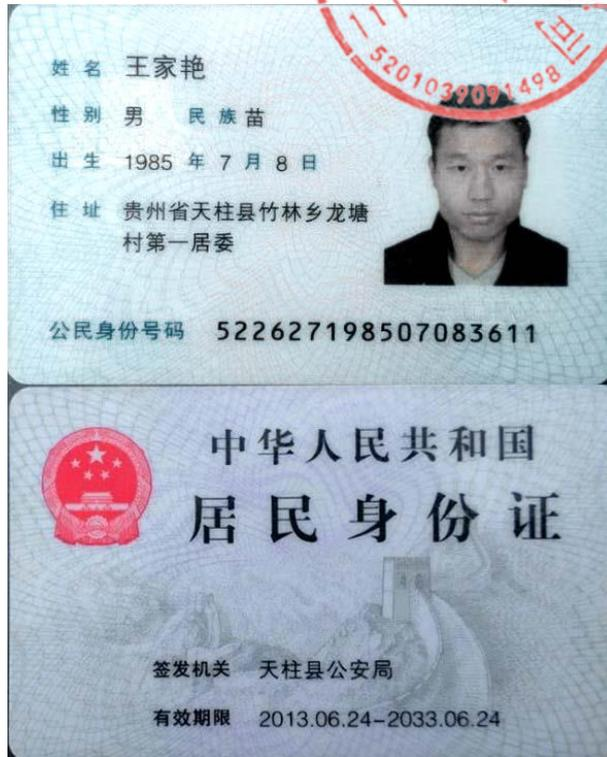 5201039091498
姓名 王家艳
性别 男 民族 苗
出生 1985 年 7 月 8 日
住址 贵州省天柱县竹林乡龙塘
村第一居委
公民身份号码 522627198507083611
中华人民共和国
居民身份证
签发机关 天柱县公安局
有效期限 2013.06.24-2033.06.24